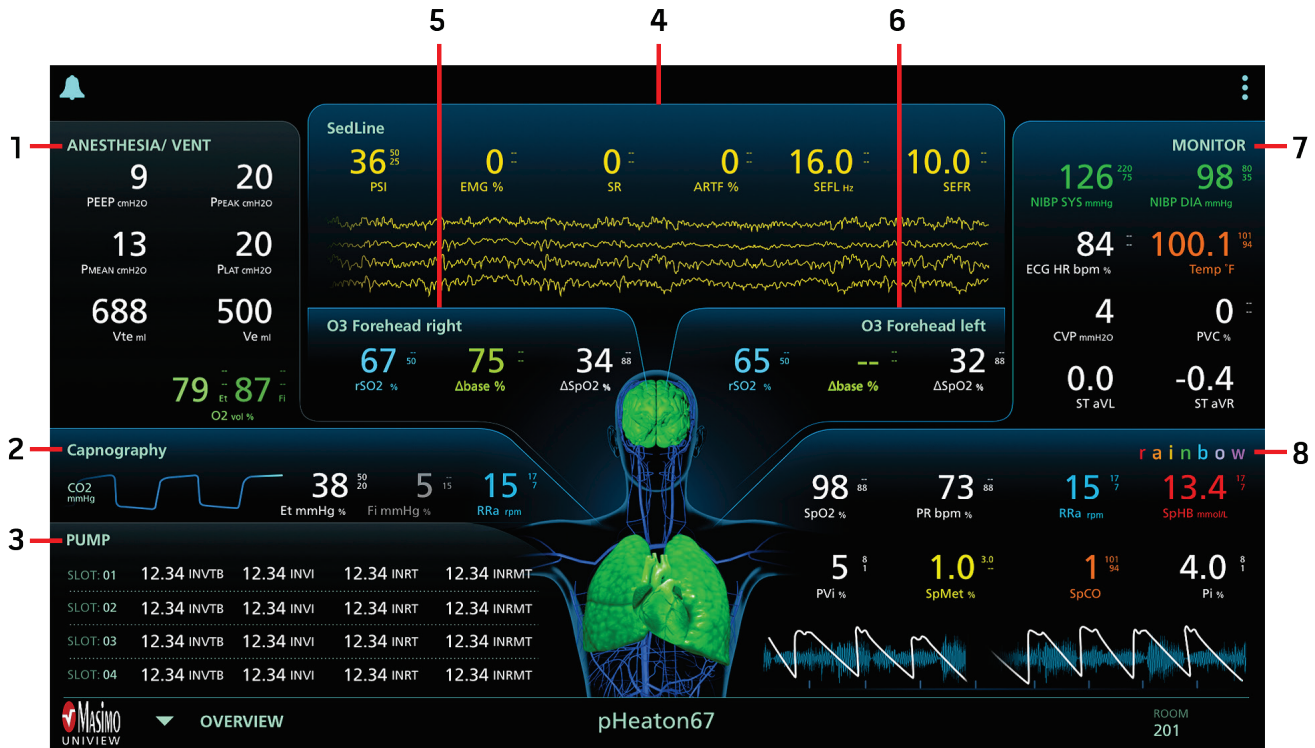 5 4 6
1 ANESTHESIA/ VENT
9 20
PEEP cmH2O PPEAK cmH2O
13 20
PMEAN cmH2O PLAT cmH2O
688 500
Vte ml Ve ml
-- --
79 Et 87 Fi
-- --
O2 vol %
SedLine
36 50 25 0 -- -- 0 -- -- 0 -- -- 16.0 -- -- 10.0 -- --
PSI EMG % SR ARTF % SEFL Hz SEFR
O3 Forehead right
67 -- 50 75 -- -- 34 -- 88
rSO2 % Δbase % ΔSpO2 %
O3 Forehead left
65 -- 50 -- -- -- 32 -- 88
rSO2 % Δbase % ΔSpO2 %
MONITOR 7
126 220 75 98 80 35
NIBP SYS mmHg NIBP DIA mmHg
84 -- -- 100.1 101 94
ECG HR bpm % Temp °F
4 0 -- --
CVP mmH2O PVC %
0.0 -0.4
ST aVL ST aVR
2 Capnography
CO2
mmHg
38 50 20 5 -- 15 15 17 7
Et mmHg % Fi mmHg % RRa rpm
3 PUMP
SLOT: 01 12.34 INVTB 12.34 INVI 12.34 INRT 12.34 INRMT
SLOT: 02 12.34 INVTB 12.34 INVI 12.34 INRT 12.34 INRMT
SLOT: 03 12.34 INVTB 12.34 INVI 12.34 INRT 12.34 INRMT
SLOT: 04 12.34 INVTB 12.34 INVI 12.34 INRT 12.34 INRMT
rainbow 8
98 -- 88 73 -- 88 15 17 7 13.4 17 7
SpO2 % PR bpm % RRa rpm SpHB mmol/L
5 8 1 1.0 3.0 -- 1 101 94 4.0 8 1
PVi % SpMet % SpCO Pi %
MASIMO
UNIVIEW
OVERVIEW
pHeaton67
ROOM
201